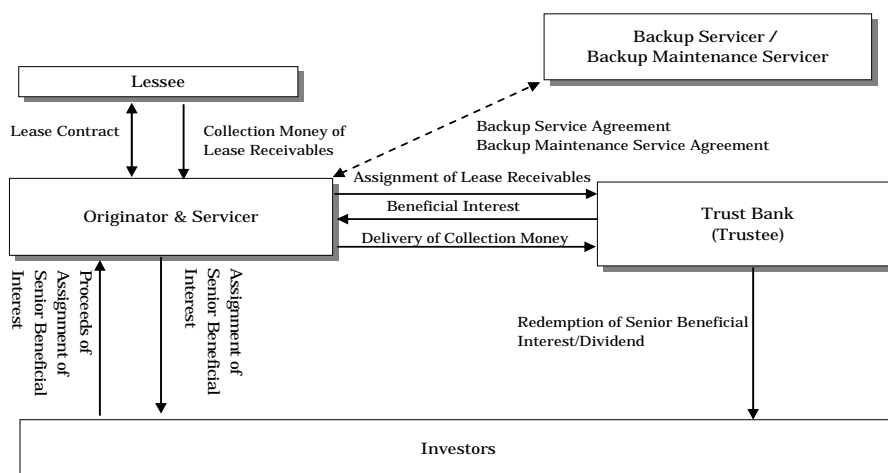 Backup Servicer /
Backup Maintenance Servicer
Lessee
Lease Contract
Collection Money of
Lease Receivables
Backup Service Agreement
Backup Maintenance Service Agreement
Originator & Servicer
Assignment of Lease Receivables
Beneficial Interest
Delivery of Collection Money
Trust Bank
(Trustee)
Proceeds of
Assignment of
Senior Beneficial
Interest
Assignment of
Senior Beneficial
Interest
Redemption of Senior Beneficial
Interest/Dividend
Investors